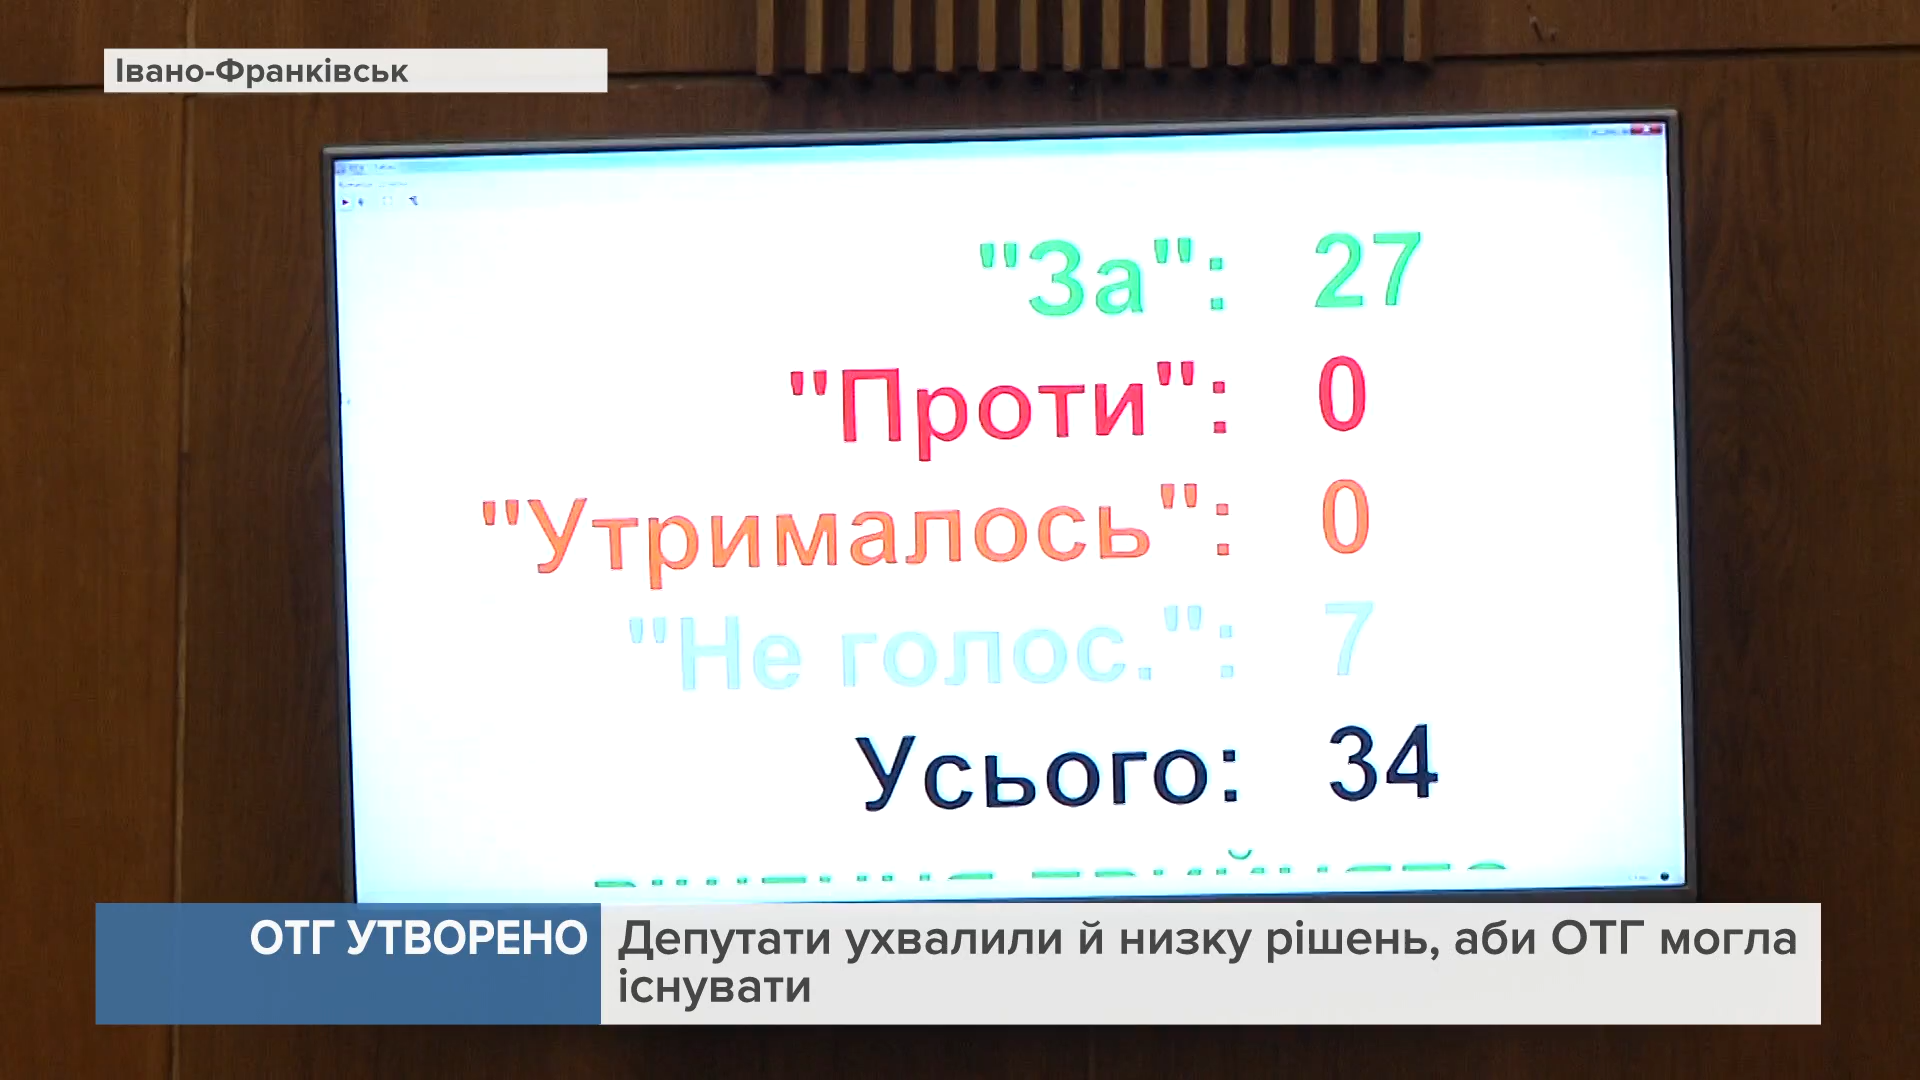 Івано-Франківськ
"За": 27
"Проти": 0
"Утрималось": 0
"Не голос.": 7
Усього: 34
ОТГ УТВОРЕНО
Депутати ухвалили й низку рішень, аби ОТГ могла
існувати